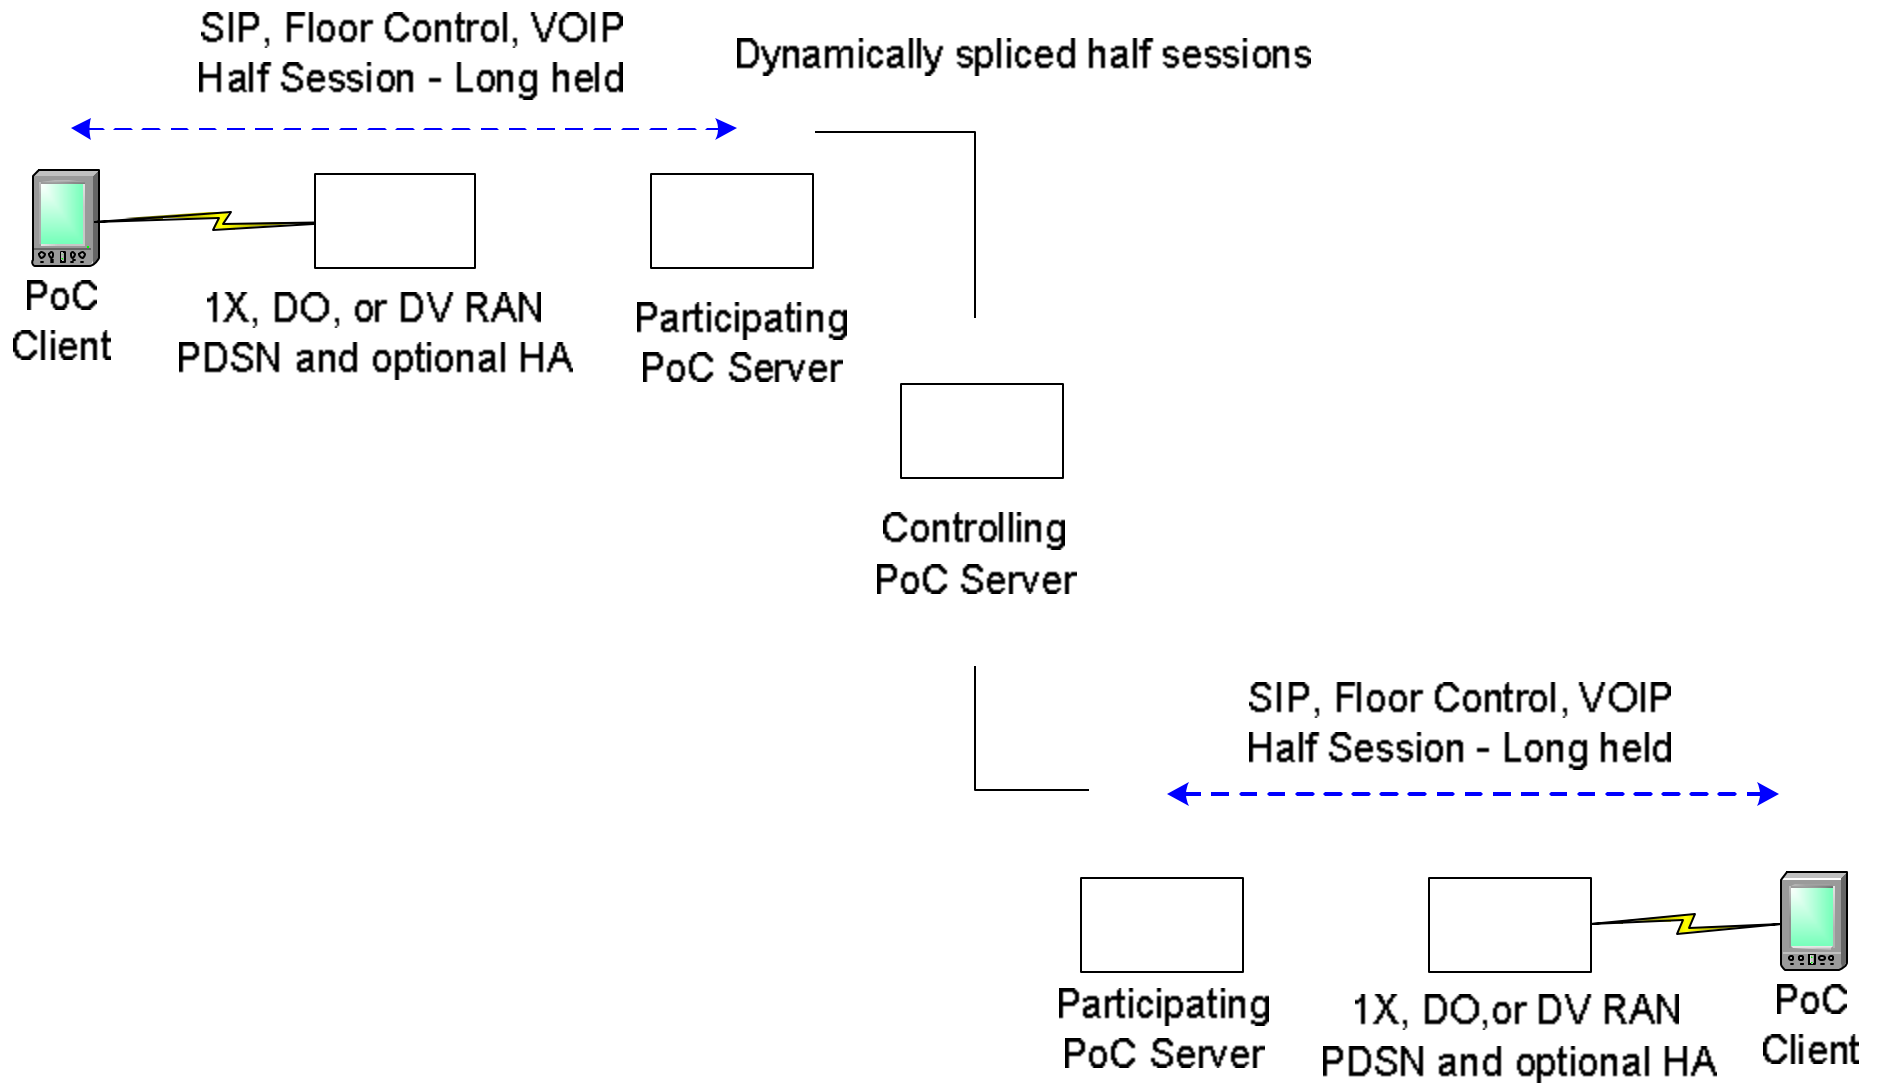 SIP, Floor Control, VOIP
Half Session - Long held
Dynamically spliced half sessions
PoC
Client
1X, DO, or DV RAN
PDSN and optional HA
Participating
PoC Server
Controlling
PoC Server
SIP, Floor Control, VOIP
Half Session - Long held
Participating
PoC Server
1X, DO,or DV RAN
PDSN and optional HA
PoC
Client